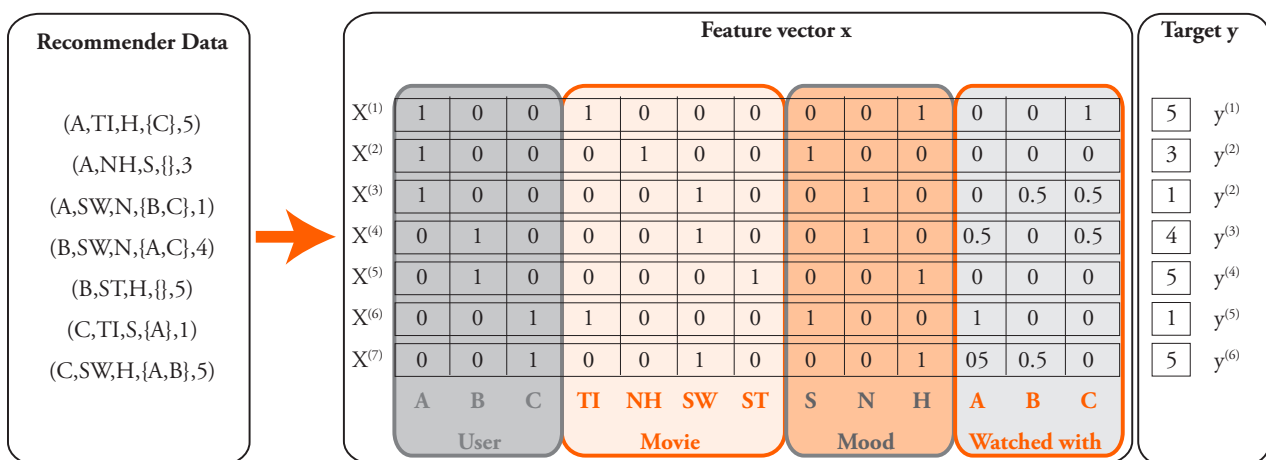 Recommender Data
(A,TI,H,{C},5)
(A,NH,S,{},3
(A,SW,N,{B,C},1)
(B,SW,N,{A,C},4)
(B,ST,H,{},5)
(C,TI,S,{A},1)
(C,SW,H,{A,B},5)
Feature vector x
X(1) 1 0 0 1 0 0 0 0 0 1 0 0 1
X(2) 1 0 0 0 1 0 0 1 0 0 0 0 0
X(3) 1 0 0 0 0 1 0 0 1 0 0 0.5 0.5
X(4) 0 1 0 0 0 1 0 0 1 0 0.5 0 0.5
X(5) 0 1 0 0 0 0 1 0 0 1 0 0 0
X(6) 0 0 1 1 0 0 0 1 0 0 1 0 0
X(7) 0 0 1 0 0 1 0 0 0 1 05 0.5 0
A B C TI NH SW ST S N H A B C
User Movie Mood Watched with
Target y
5 y(1)
3 y(2)
1 y(2)
4 y(3)
5 y(4)
1 y(5)
5 y(6)